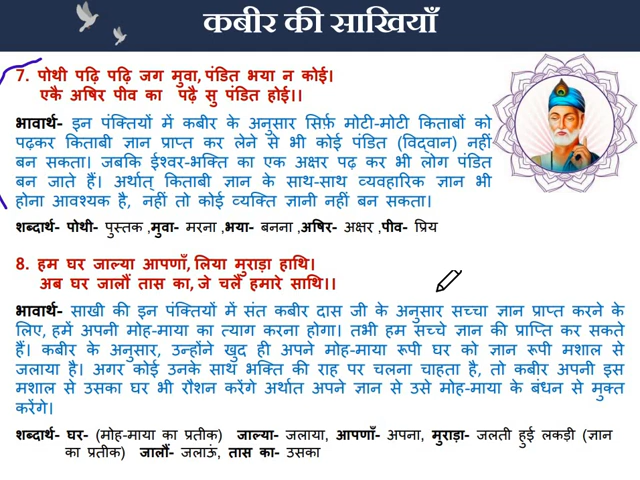 कबीर की साखियाँ
7. पोथी पढ़ि पढ़ि जग मुवा, पंडित भया न कोई।
एकै अषिर पीव का पढ़ै सु पंडित होई।।
भावार्थ- इन पंक्तियों में कबीर के अनुसार सिर्फ़ मोटी-मोटी किताबों को
पढ़कर किताबी ज्ञान प्राप्त कर लेने से भी कोई पंडित (विद्वान) नहीं
बन सकता। जबकि ईश्वर-भक्ति का एक अक्षर पढ़ कर भी लोग पंडित
बन जाते हैं। अर्थात् किताबी ज्ञान के साथ-साथ व्यवहारिक ज्ञान भी
होना आवश्यक है, नहीं तो कोई व्यक्ति ज्ञानी नहीं बन सकता।
शब्दार्थ- पोथी- पुस्तक ,मुवा- मरना ,भया- बनना ,अषिर- अक्षर ,पीव- प्रिय
8. हम घर जाल्या आपणाँ, लिया मुराड़ा हाथि।
अब घर जालौं तास का, जे चलै हमारे साथि।।
भावार्थ- साखी की इन पंक्तियों में संत कबीर दास जी के अनुसार सच्चा ज्ञान प्राप्त करने के
लिए, हमें अपनी मोह-माया का त्याग करना होगा। तभी हम सच्चे ज्ञान की प्राप्ति कर सकते
हैं। कबीर के अनुसार, उन्होंने खुद ही अपने मोह-माया रूपी घर को ज्ञान रूपी मशाल से
जलाया है। अगर कोई उनके साथ भक्ति की राह पर चलना चाहता है, तो कबीर अपनी इस
मशाल से उसका घर भी रौशन करेंगे अर्थात अपने ज्ञान से उसे मोह-माया के बंधन से मुक्त
करेंगे।
शब्दार्थ- घर- (मोह-माया का प्रतीक) जाल्या- जलाया, आपणाँ- अपना, मुराड़ा- जलती हुई लकड़ी (ज्ञान
का प्रतीक) जालौं- जलाऊं, तास का- उसका